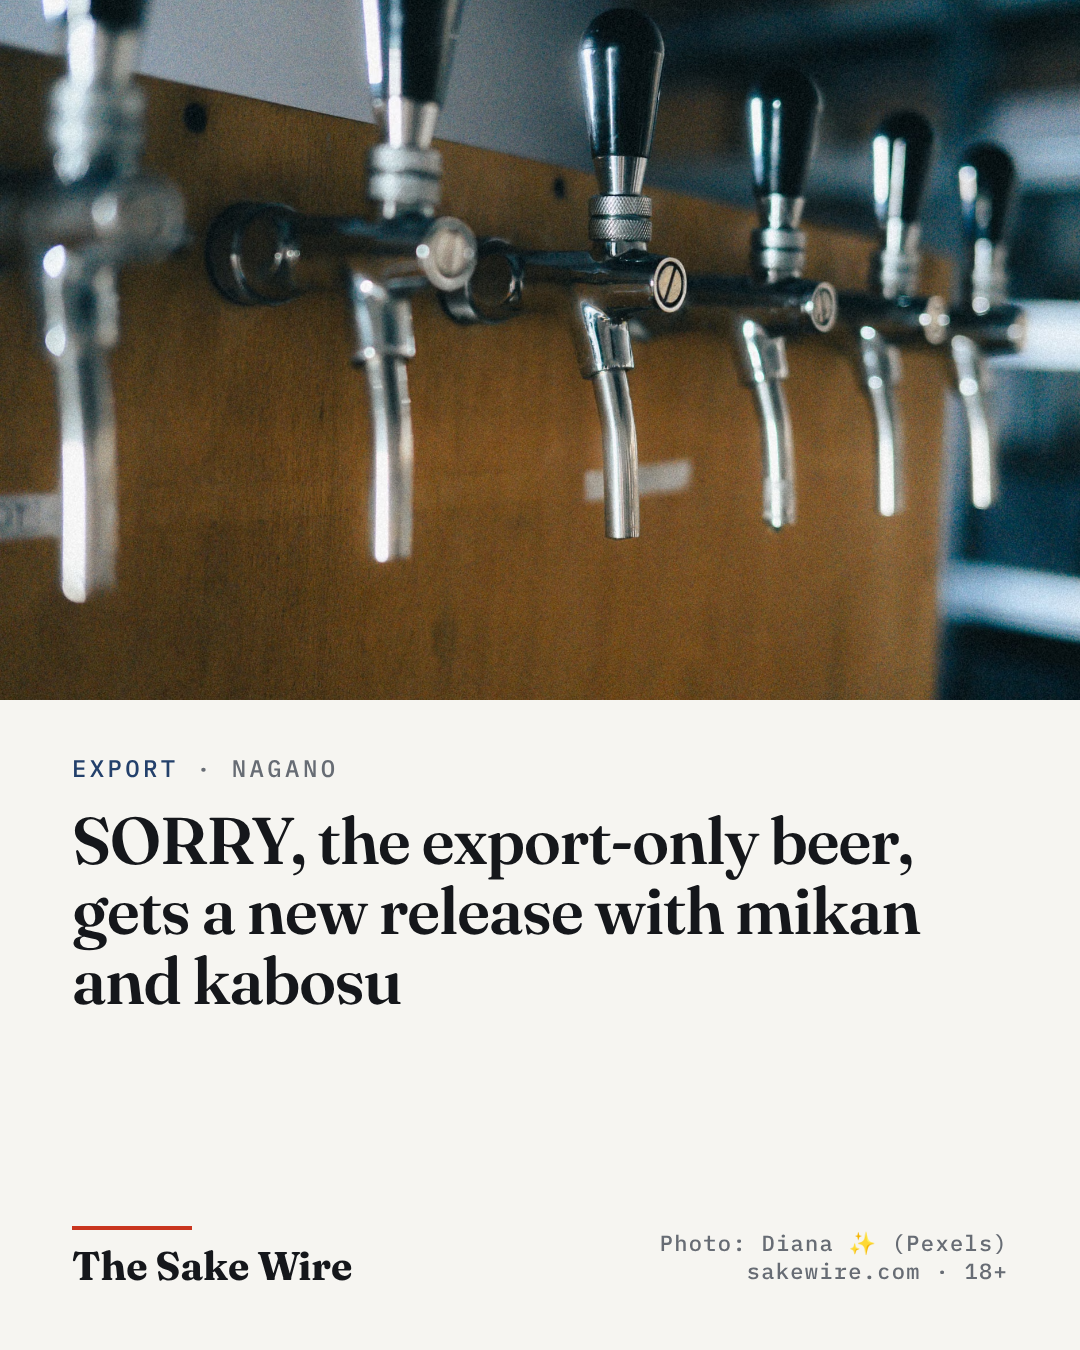 EXPORT · NAGANO
SORRY, the export-only beer,
gets a new release with mikan
and kabosu
The Sake Wire
Photo: Diana ✨ (Pexels)
sakewire.com · 18+